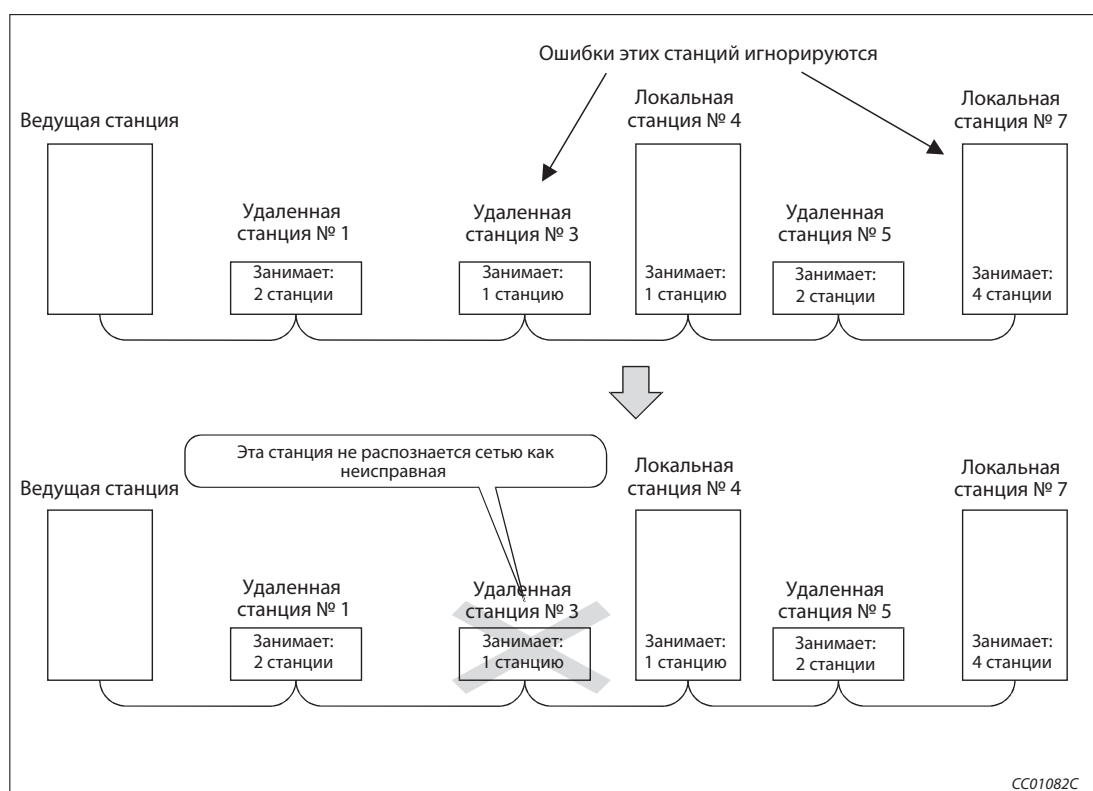 Ошибки этих станций игнорируются
Ведущая станция
Удаленная
станция № 1
Занимает:
2 станции
Удаленная
станция № 3
Занимает:
1 станцию
Локальная
станция № 4
Занимает:
1 станцию
Удаленная
станция № 5
Занимает:
2 станции
Локальная
станция № 7
Занимает:
4 станции
Эта станция не распознается сетью как
неисправная
Ведущая станция
Удаленная
станция № 1
Занимает:
2 станции
Удаленная
станция № 3
Занимает:
1 станцию
Локальная
станция № 4
Занимает:
1 станцию
Удаленная
станция № 5
Занимает:
2 станции
Локальная
станция № 7
Занимает:
4 станции
CC01082C